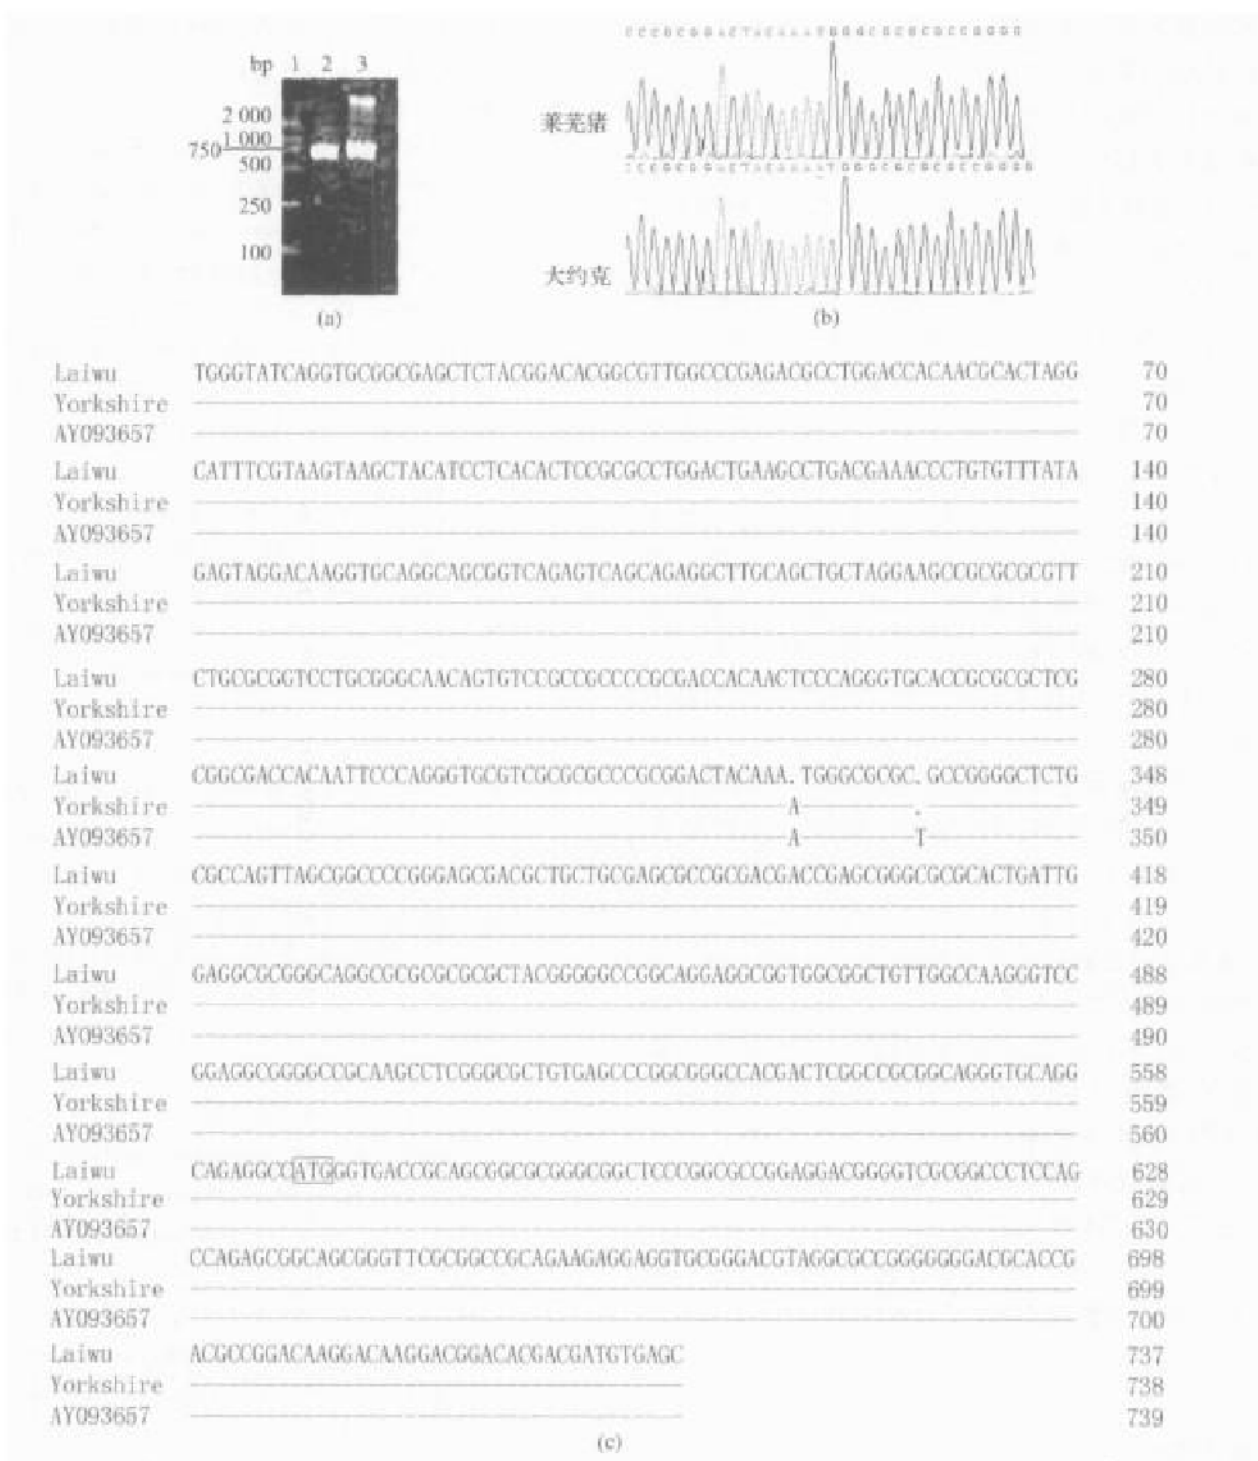 bp 1 2 3
2 000
1 000
750
500
250
100
(a)
莱芜猪
大约克
(b)
Laiwu TGGGTATCAGGTGCGGCGAGCTCTACGGACACGGCGTTGGCCCGAGACGCCTGGACCACAACGCACTAGG 70
Yorkshire 70
AY093657 70
Laiwu CATTTCGTAAGTAAGCTACATCCTCACACTCCGCGCCTGGACTGAAGCCTGACGAAACCCTGTGTTTATA 140
Yorkshire 140
AY093657 140
Laiwu GAGTAGGACAAGGTGCAGGCAGCGGTCAGAGTCAGCAGAGGCTTGCAGCTGCTAGGAAGCCGCGCGCGTT 210
Yorkshire 210
AY093657 210
Laiwu CTGCGCGGTCCTGCGGGCAACAGTGTCCGCCGCCCCGCGACCACAACTCCCAGGGTGCACCGCGCGCTCG 280
Yorkshire 280
AY093657 280
Laiwu CGGCGACCACAATTCCCAGGGTGCGTCGCGCGCCCGCGGACTACAAA.TGGGCGCGC.GCCGGGGCTCTG 348
Yorkshire A . 349
AY093657 A T 350
Laiwu CGCCAGTTAGCGGCCCCGGGAGCGACGCTGCTGCGAGCGCCGCGACGACCGAGCGGGCGCGCACTGATTG 418
Yorkshire 419
AY093657 420
Laiwu GAGGCGCGGGCAGGCGCGCGCGCGCTACGGGGGCCGGCAGGAGGCGGTGGCGGCTGTTGGCCAAGGGTCC 488
Yorkshire 489
AY093657 490
Laiwu GGAGGCGGGGCCGCAAGCCTCGGGCGCTGTGAGCCCGGCGGGCCACGACTCGGCCGCGGCAGGGTGCAGG 558
Yorkshire 559
AY093657 560
Laiwu CAGAGGCCATGGGTGACCGCAGCGGCGCGGGCGGCTCCCGGCGCCGGAGGACGGGGTCGCGGCCCTCCAG 628
Yorkshire 629
AY093657 630
Laiwu CCAGAGCGGCAGCGGGTTCGCGGCCGCAGAAGAGGAGGTGCGGGACGTAGGCGCCGGGGGGGACGCACCG 698
Yorkshire 699
AY093657 700
Laiwu ACGCCGGACAAGGACAAGGACGGACACGACGATGTGAGC 737
Yorkshire 738
AY093657 739
(c)